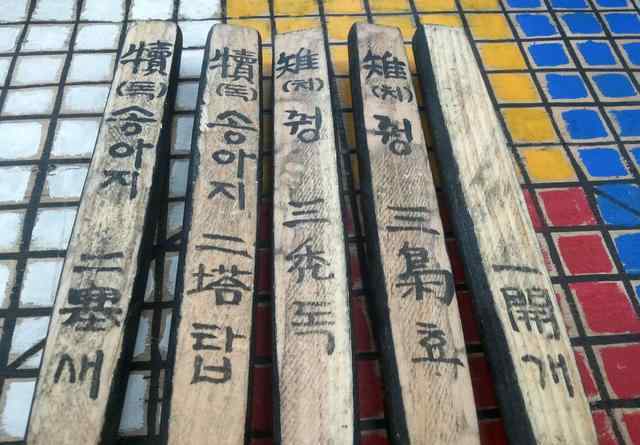 犢(독)송아지 二塞새
犢(독)송아지 二塔탑
雉(치)꿩 三禿독
雉(치)꿩 三梟효
一開개